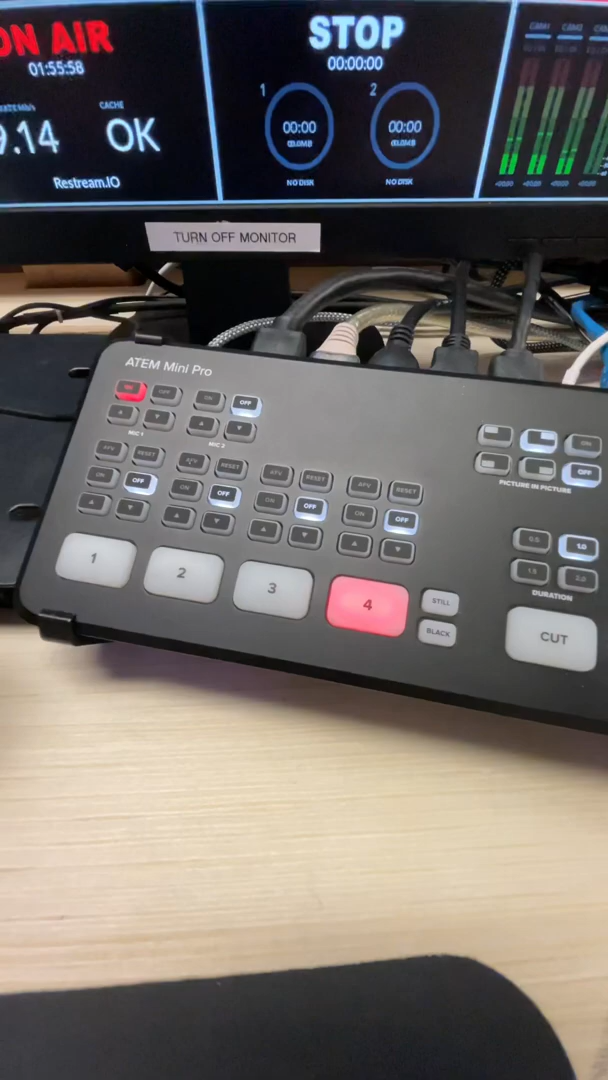 ON AIR
01:55:58
CACHE
9.14
OK
Restream.IO
STOP
00:00:00
1
2
00:00
00:00
NO DISK
NO DISK
CAM1
CAM2
TURN OFF MONITOR
ATEM Mini Pro
ON
OFF
ON
OFF
MIC 1
MIC 2
AFV
RESET
AFV
RESET
AFV
RESET
AFV
RESET
ON
OFF
ON
OFF
ON
OFF
ON
OFF
ON
OFF
PICTURE IN PICTURE
0.5
1.0
1.5
2.0
DURATION
1
2
3
4
STILL
BLACK
CUT